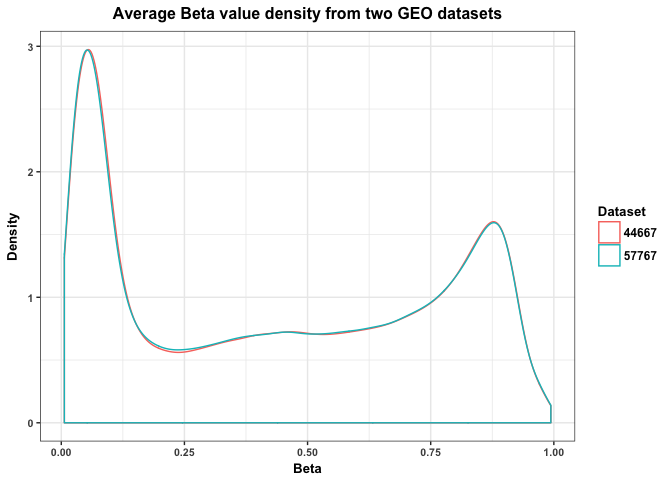 Average Beta value density from two GEO datasets
3
2
1
0
Density
0.00 0.25 0.50 0.75 1.00
Beta
Dataset
44667
57767